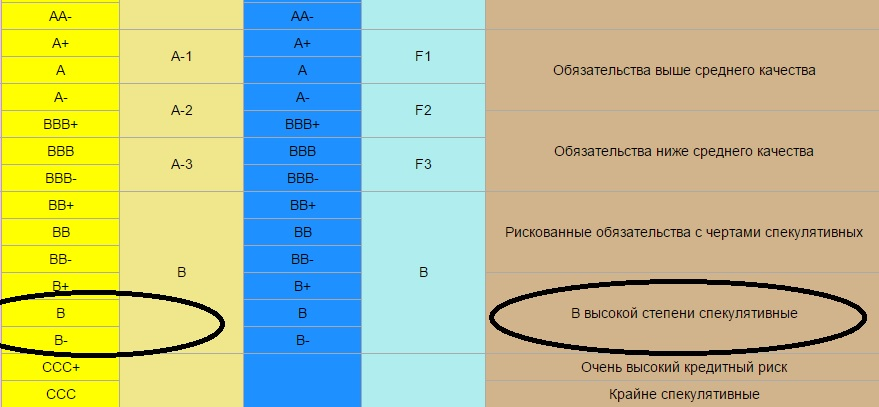 AA- AA-
A+ A+
A-1 F1
A A Обязательства выше среднего качества
A- A-
A-2 F2
BBB+ BBB+
BBB BBB Обязательства ниже среднего качества
A-3 F3
BBB- BBB-
BB+ BB+
BB BB Рискованные обязательства с чертами спекулятивных
BB- BB-
B B
B+ B+
B B В высокой степени спекулятивные
B- B-
CCC+ Очень высокий кредитный риск
CCC Крайне спекулятивные